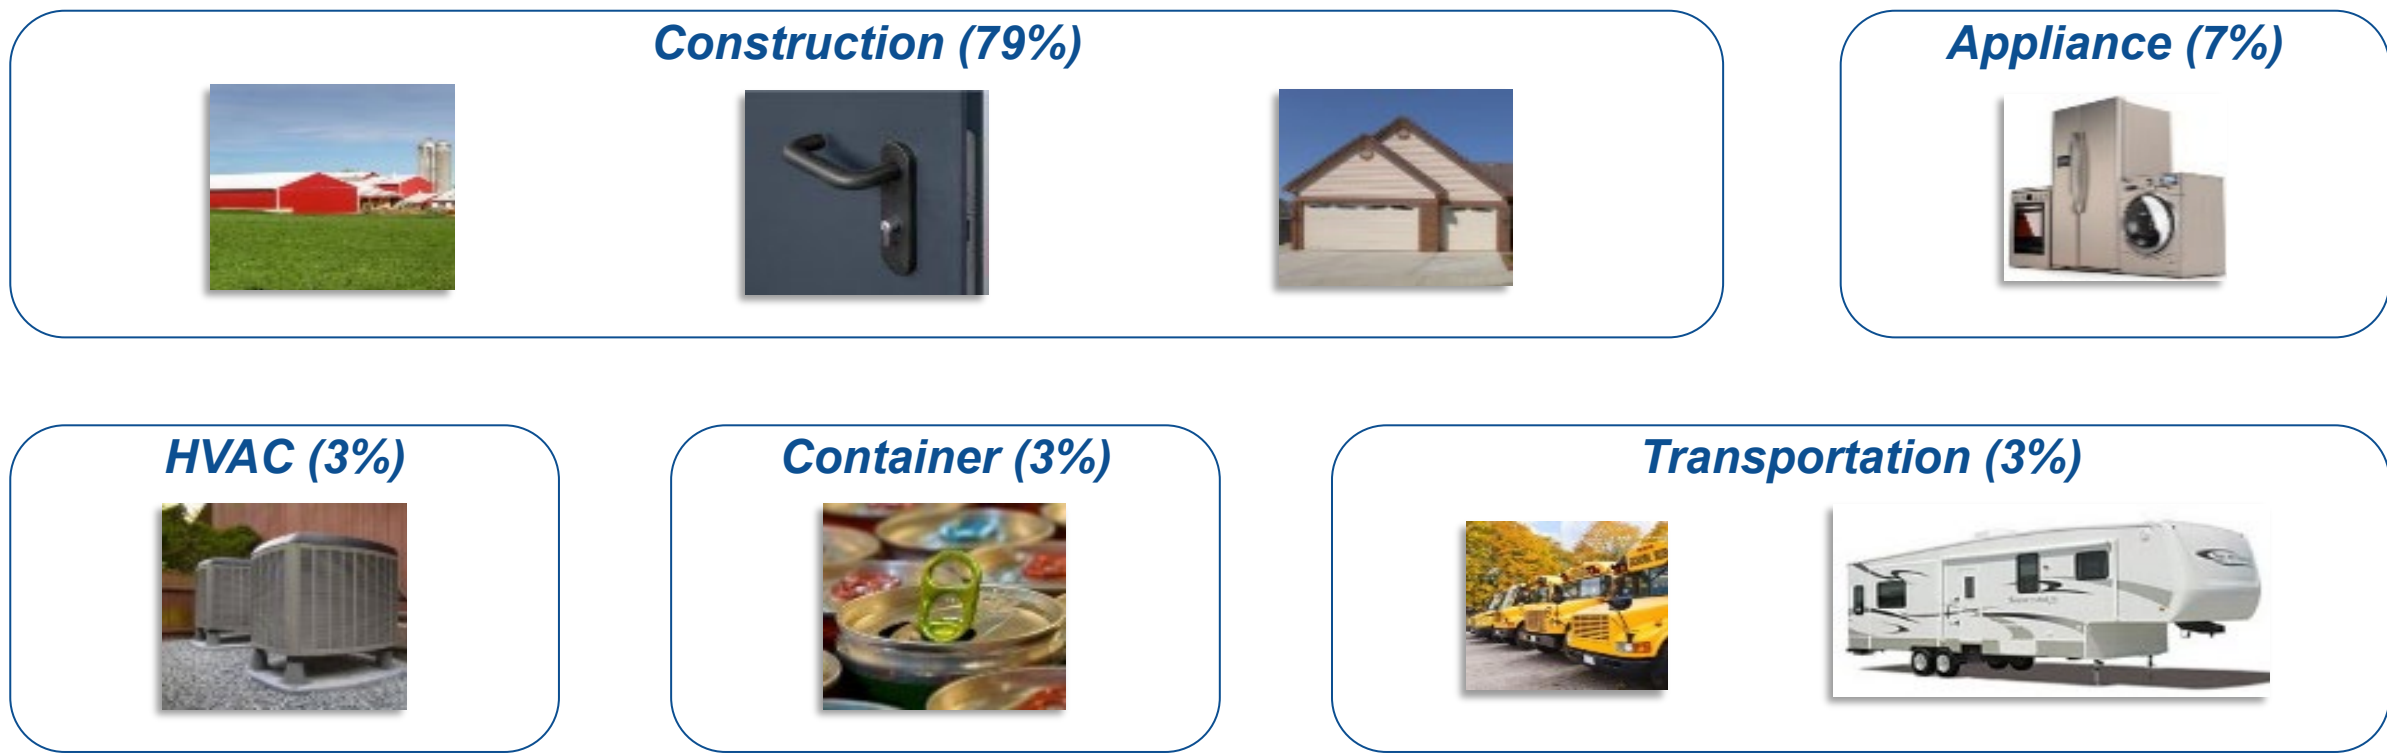 Construction (79%)
Appliance (7%)
HVAC (3%)
Container (3%)
Transportation (3%)